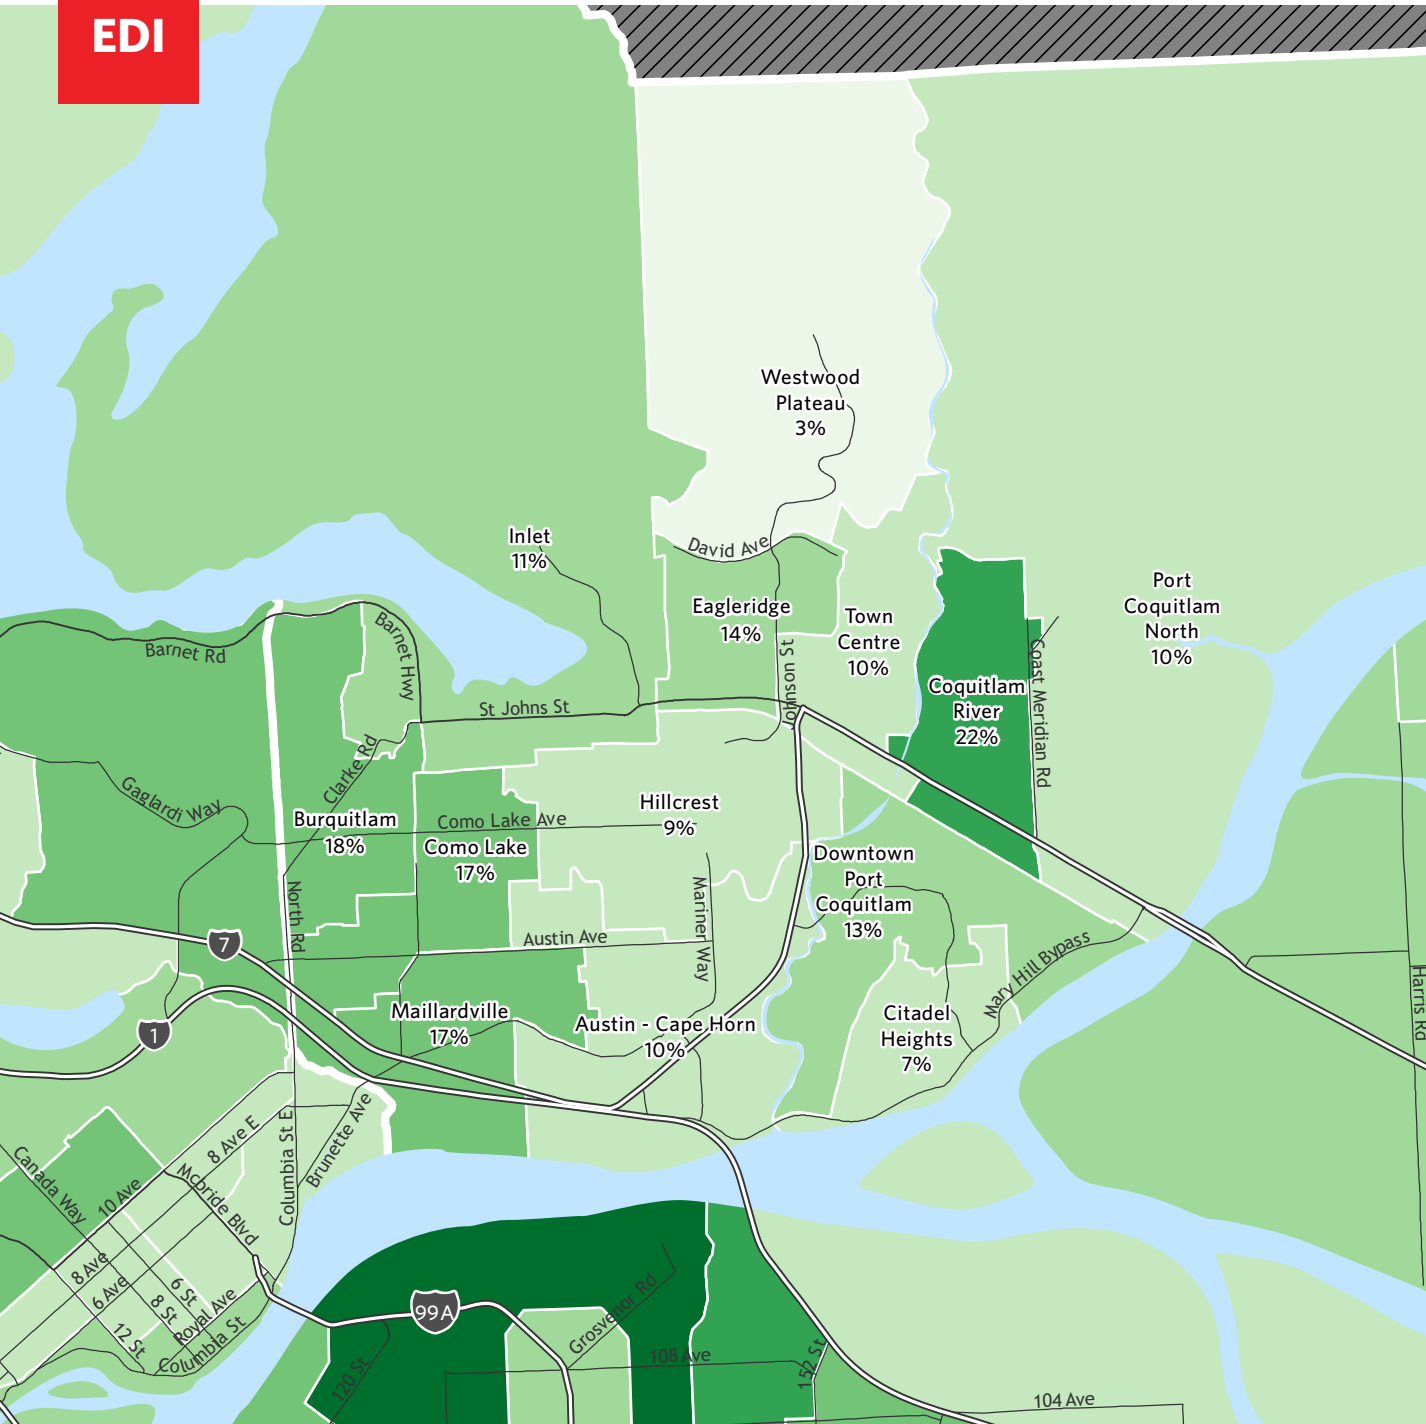 EDI
Westwood
Plateau
3%
David Ave
Inlet
11%
Eagleridge
14%
Town
Centre
10%
Port
Coquitlam
North
10%
Barnet Rd
Barnet Hwy
St Johns St
Johnson St
Coquitlam
River
22%
Coast Meridian Rd
Clarke Rd
Gaglardi Way
Burquitlam
18%
Como Lake Ave
Como Lake
17%
Hillcrest
9%
Downtown
Port
Coquitlam
13%
North Rd
Mariner Way
7
Austin Ave
Mary Hill Bypass
Harris Rd
1
Maillardville
17%
Austin - Cape Horn
10%
Citadel
Heights
7%
8 Ave E
Columbia St E
Brunette Ave
Canada Way
10 Ave
Mcbride Blvd
8 Ave
6 Ave
6 St
8 St
12 St
Royal Ave
Columbia St
99A
Grosvenor Rd
120 St
108 Ave
152 St
104 Ave